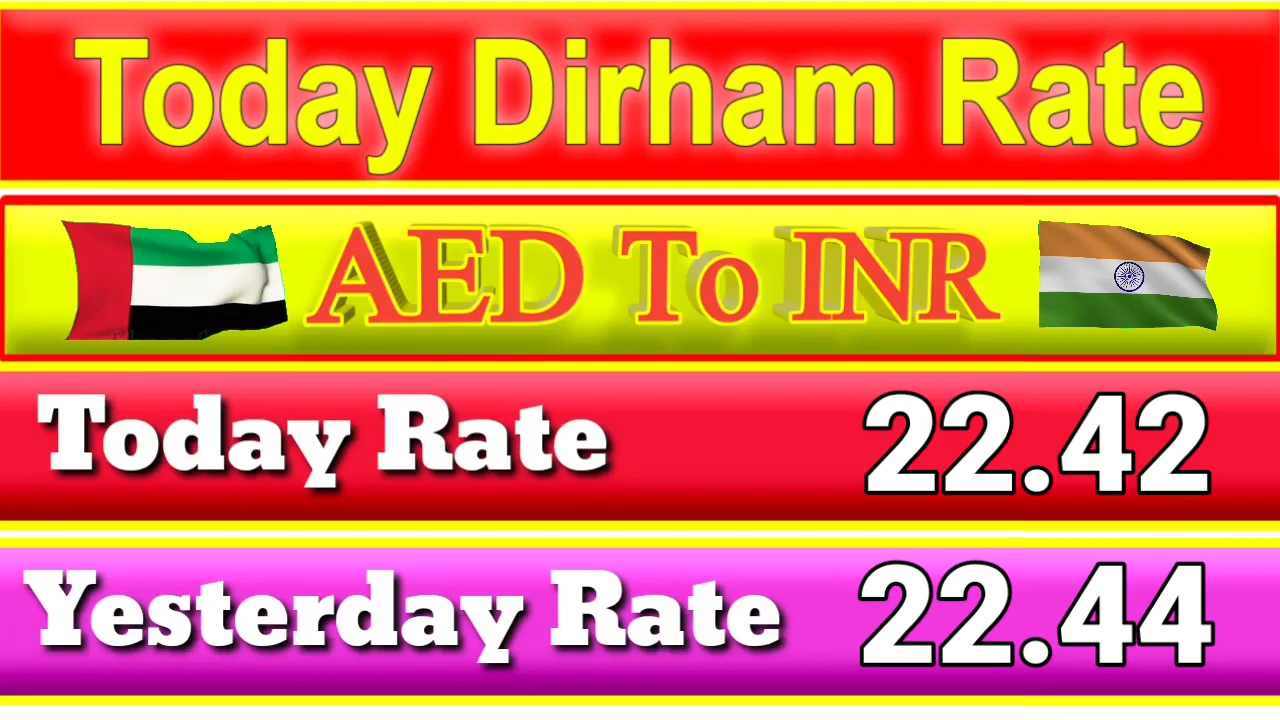 Today Dirham Rate
AED To INR
Today Rate 22.42
Yesterday Rate 22.44